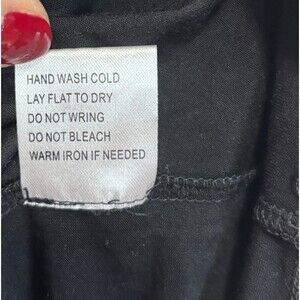 HAND WASH COLD
LAY FLAT TO DRY
DO NOT WRING
DO NOT BLEACH
WARM IRON IF NEEDED